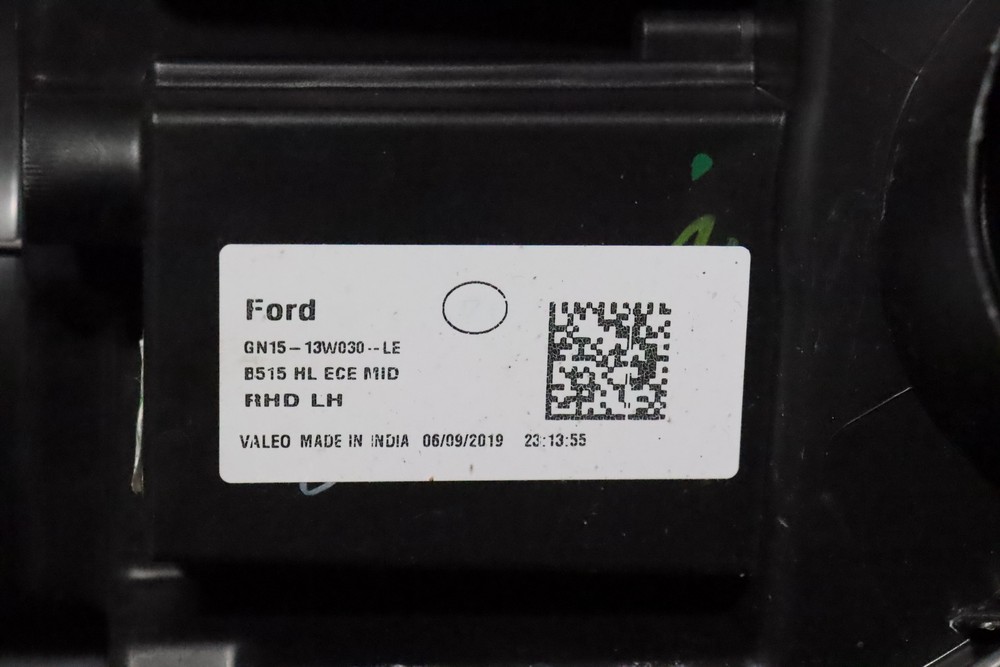 Ford
GN15-13W030--LE
B515 HL ECE MID
RHD LH
VALEO MADE IN INDIA 06/09/2019 23:13:55